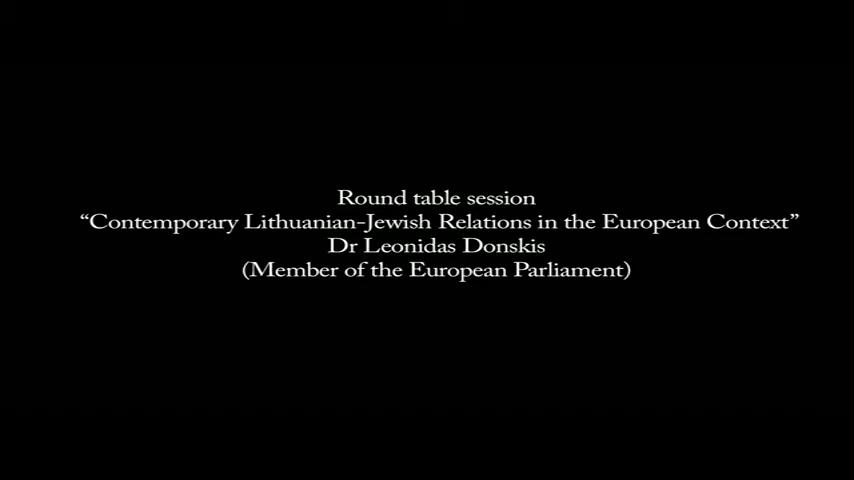 Round table session
“Contemporary Lithuanian-Jewish Relations in the European Context”
Dr Leonidas Donskis
(Member of the European Parliament)